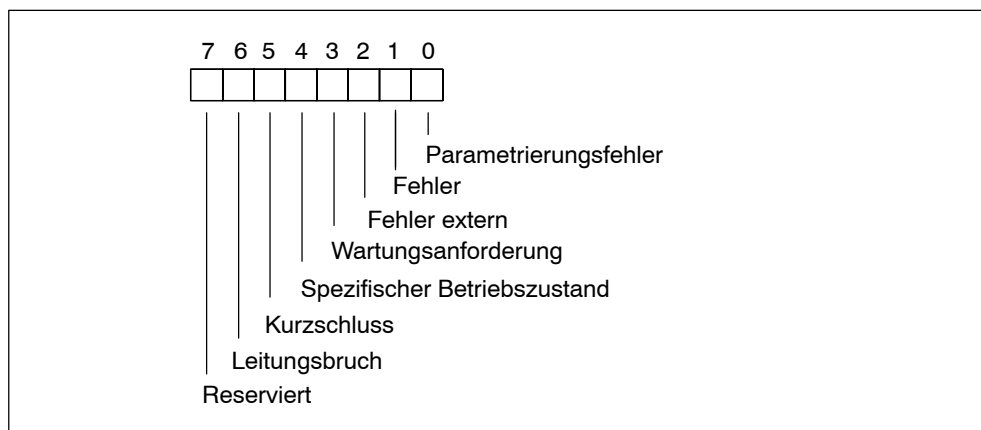 7 6 5 4 3 2 1 0
Parametrierungsfehler
Fehler
Fehler extern
Wartungsanforderung
Spezifischer Betriebszustand
Kurzschluss
Leitungsbruch
Reserviert